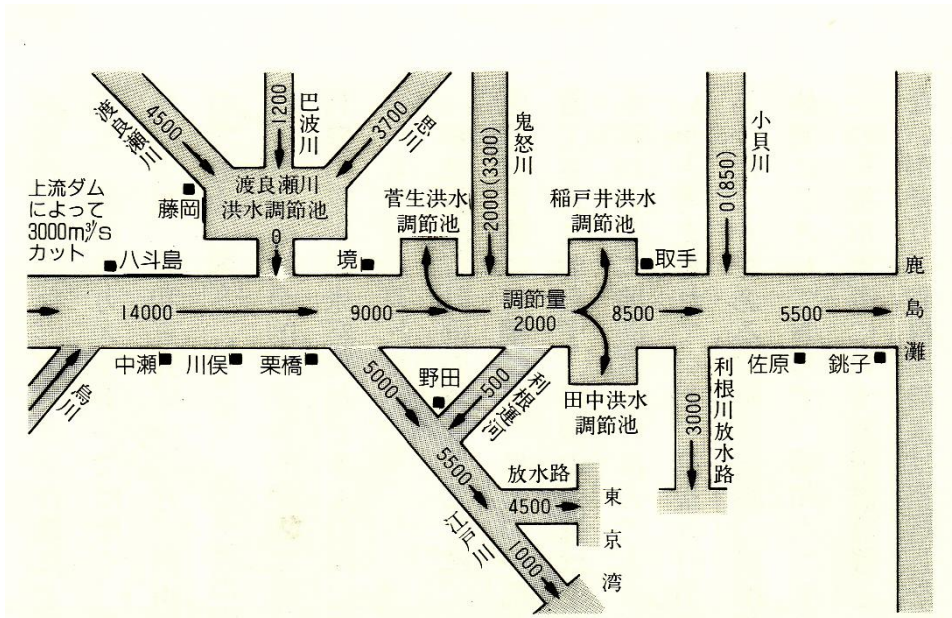 渡良瀬川
4500
1200
巴波川
3700
思川
鬼怒川
2000(3300)
小貝川
0(850)
上流ダム
によって
3000m³/s
カット
藤岡
渡良瀬川
洪水調節池
0
菅生洪水
調節池
稲戸井洪水
調節池
八斗島
境
取手
鹿島灘
14000
9000
調節量
2000
8500
5500
烏川
中瀬
川俣
栗橋
5000
野田
500
利根運河
田中洪水
調節池
3000
利根川放水路
佐原
銚子
5500
放水路
4500
東京湾
江戸川
1000